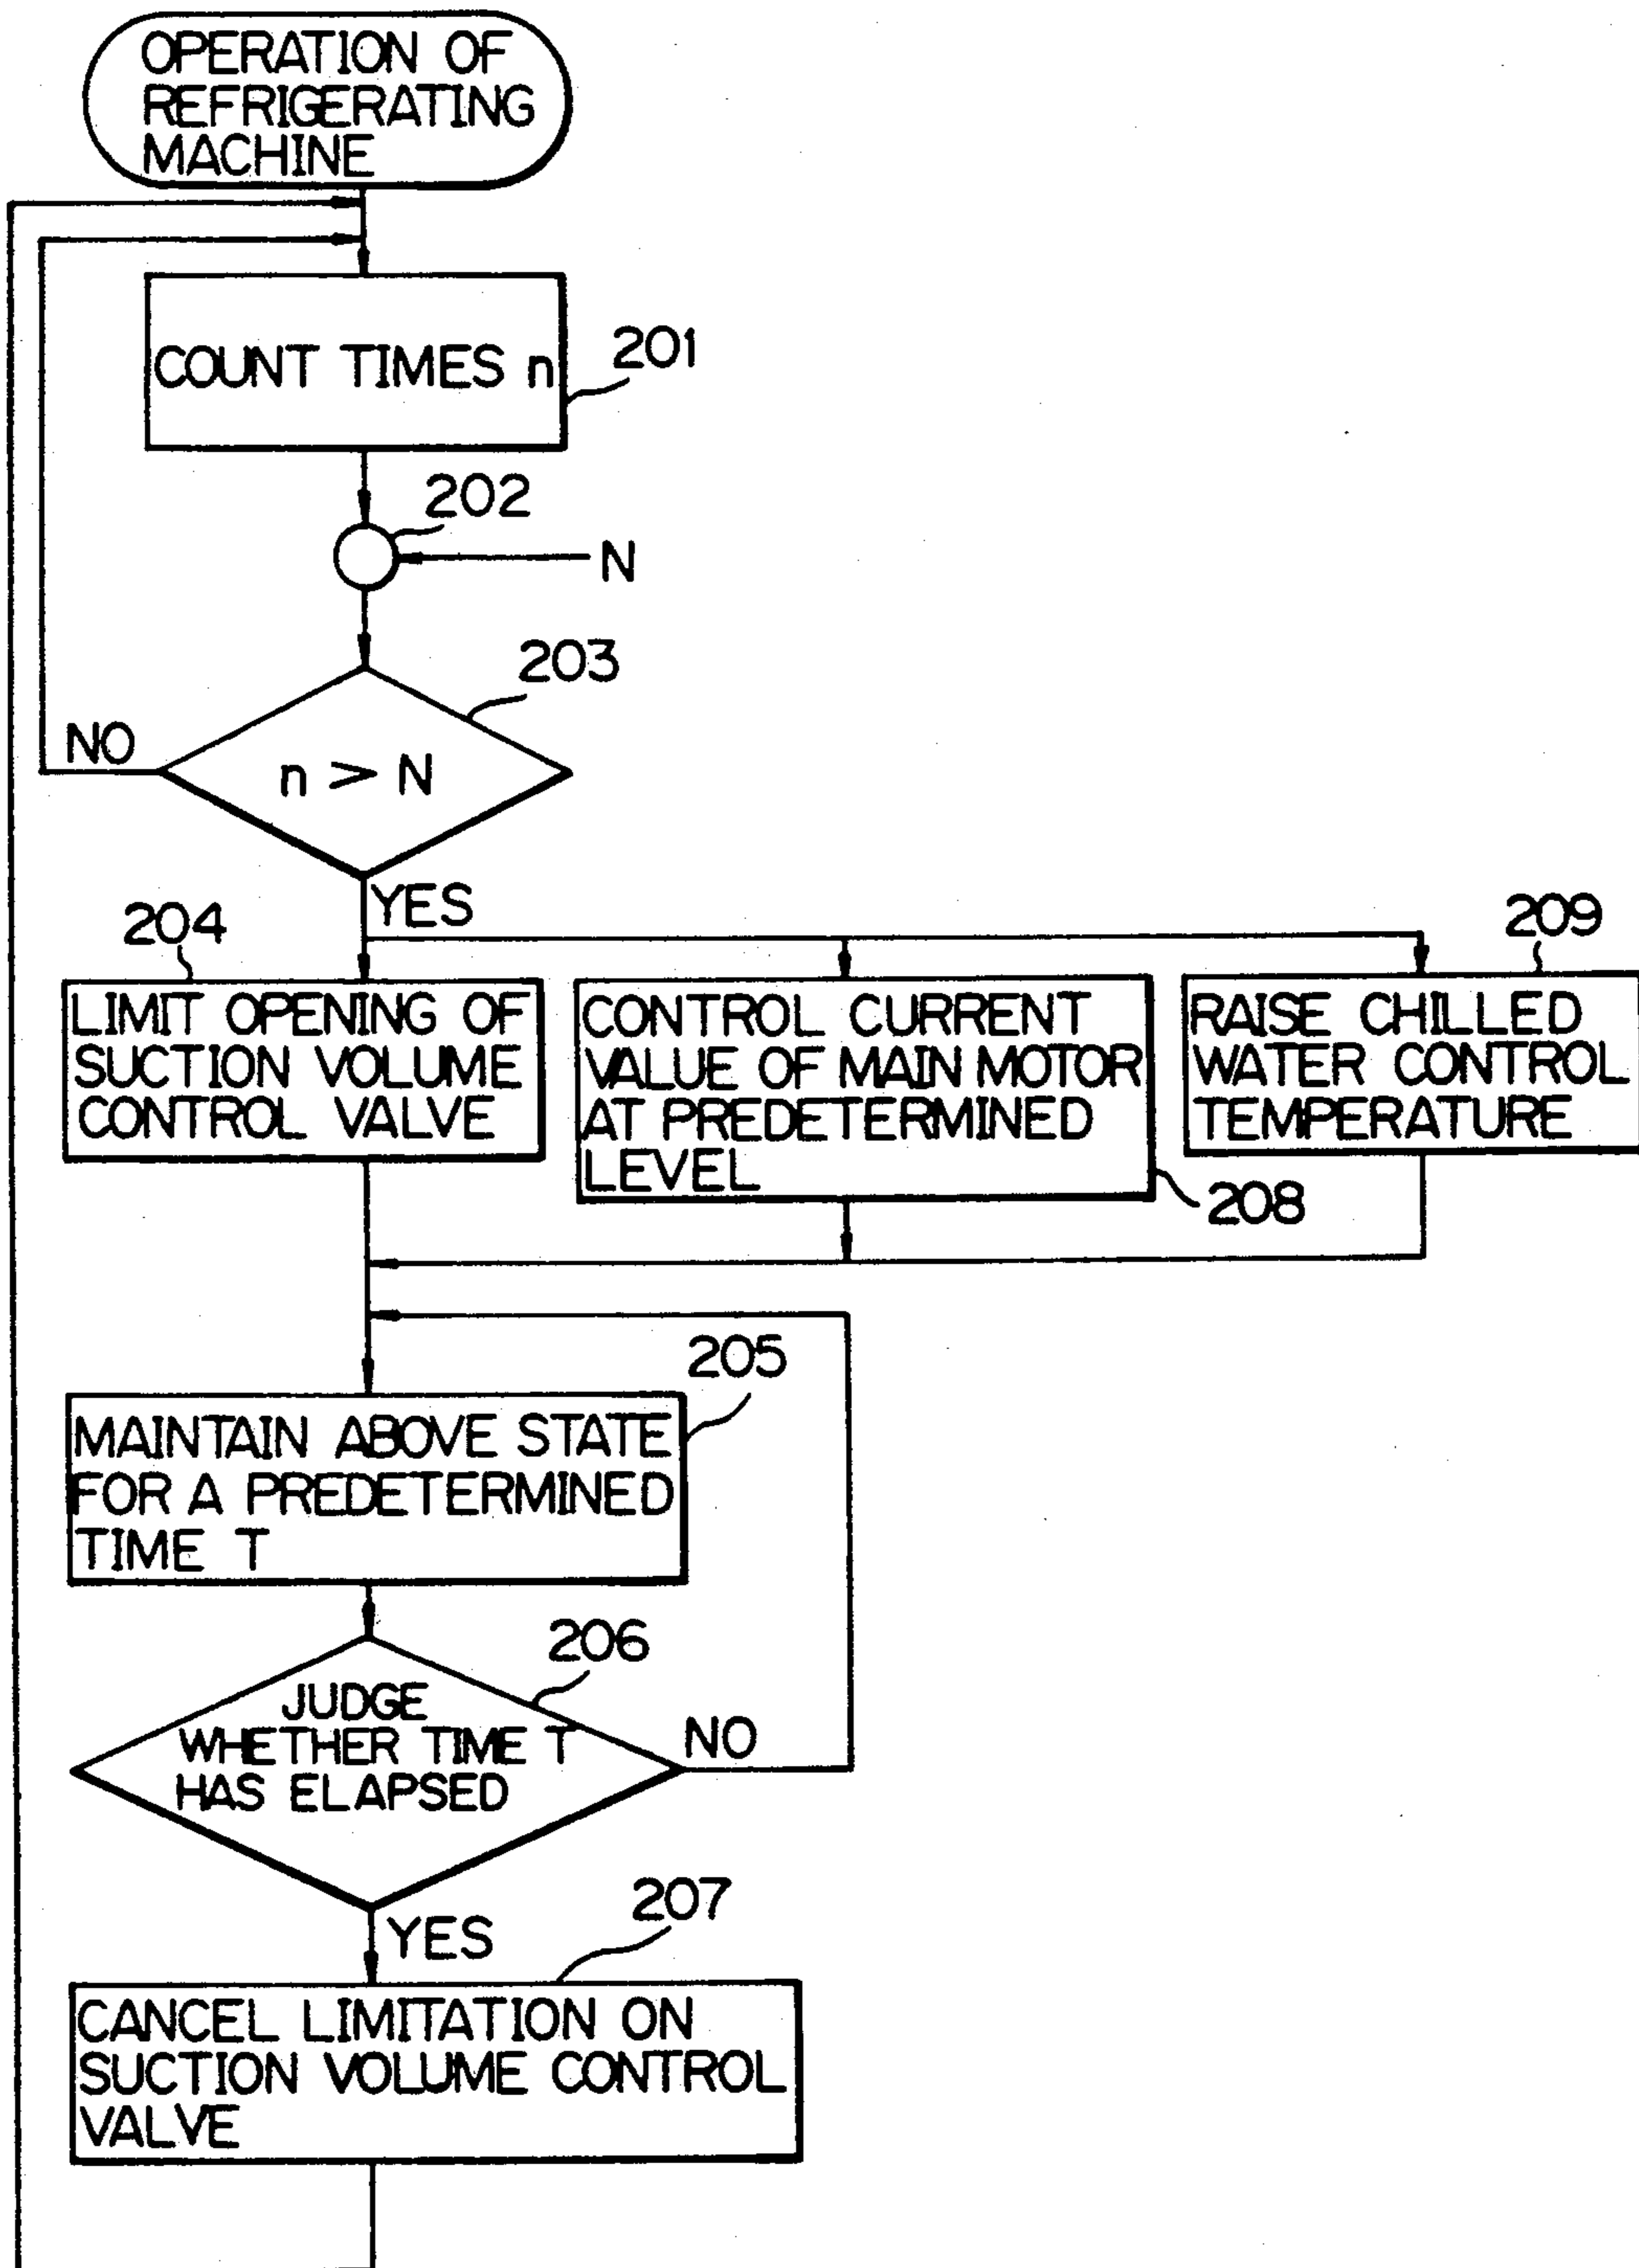 OPERATION OF
REFRIGERATING
MACHINE
COUNT TIMES n
201
202
N
203
NO
n > N
YES
204
LIMIT OPENING OF
SUCTION VOLUME
CONTROL VALVE
CONTROL CURRENT
VALUE OF MAIN MOTOR
AT PREDETERMINED
LEVEL
208
209
RAISE CHILLED
WATER CONTROL
TEMPERATURE
205
MAINTAIN ABOVE STATE
FOR A PREDETERMINED
TIME T
206
JUDGE
WHETHER TIME T
HAS ELAPSED
NO
YES
207
CANCEL LIMITATION ON
SUCTION VOLUME CONTROL
VALVE